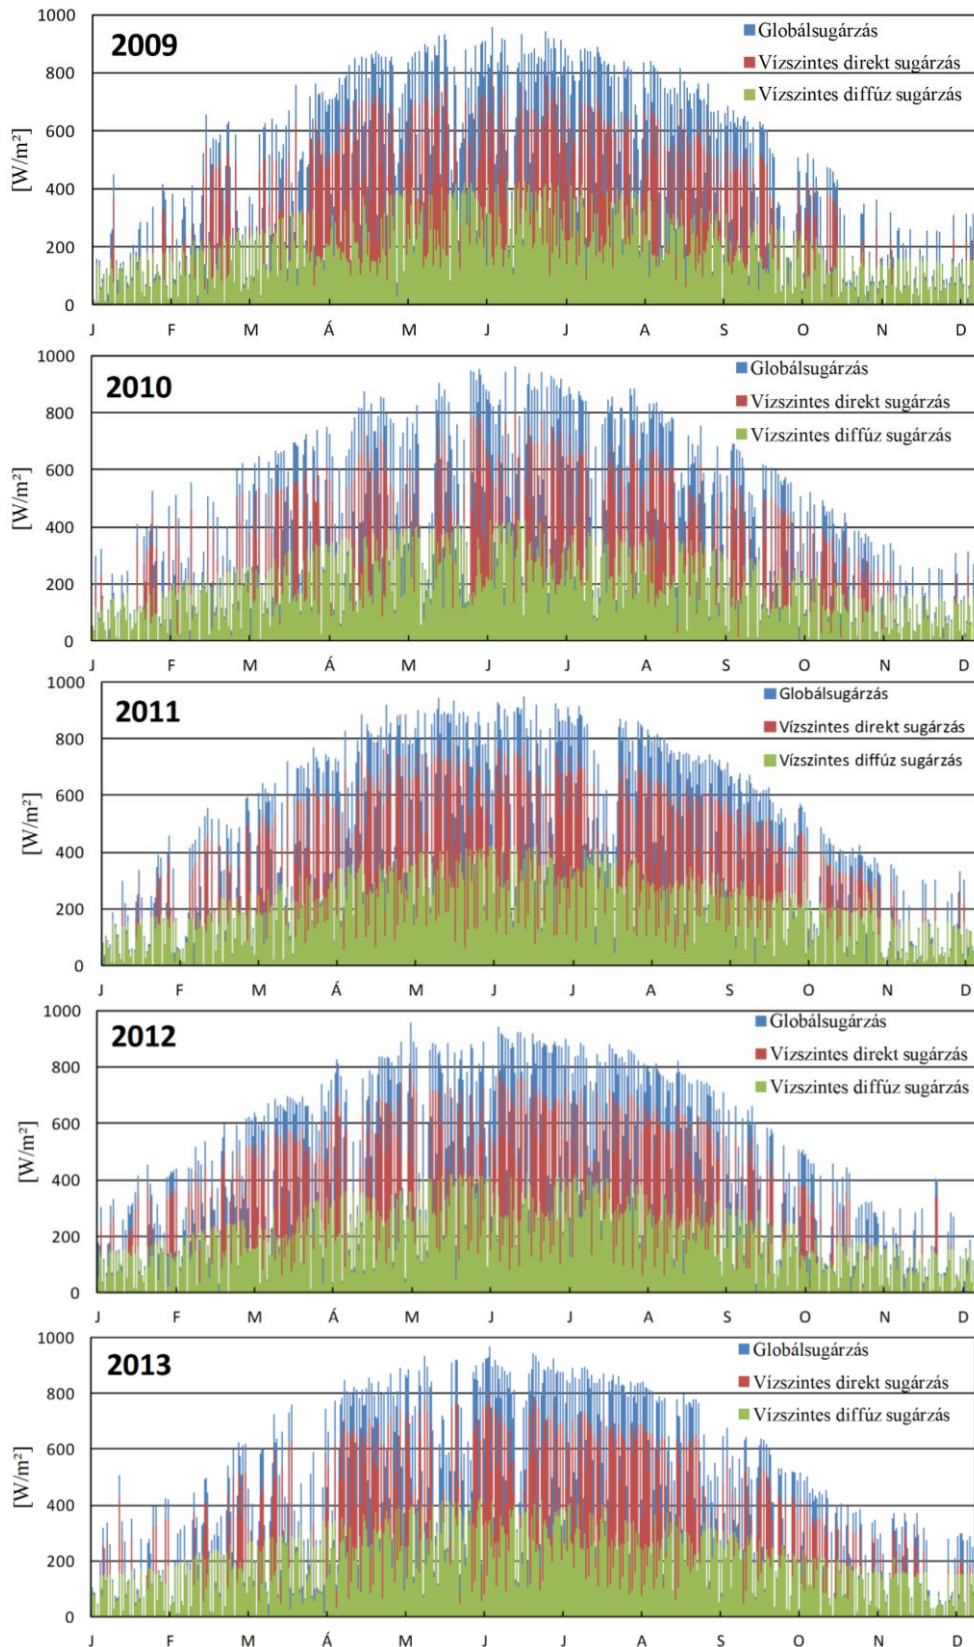 2009
Globálsugárzás
Vízszintes direkt sugárzás
Vízszintes diffúz sugárzás
[W/m²]
1000
800
600
400
200
0
J F M Á M J J A S O N D
2010
Globálsugárzás
Vízszintes direkt sugárzás
Vízszintes diffúz sugárzás
[W/m²]
1000
800
600
400
200
0
J F M Á M J J A S O N D
2011
Globálsugárzás
Vízszintes direkt sugárzás
Vízszintes diffúz sugárzás
[W/m²]
1000
800
600
400
200
0
J F M Á M J J A S O N D
2012
Globálsugárzás
Vízszintes direkt sugárzás
Vízszintes diffúz sugárzás
[W/m²]
1000
800
600
400
200
0
J F M Á M J J A S O N D
2013
Globálsugárzás
Vízszintes direkt sugárzás
Vízszintes diffúz sugárzás
[W/m²]
1000
800
600
400
200
0
J F M Á M J J A S O N D